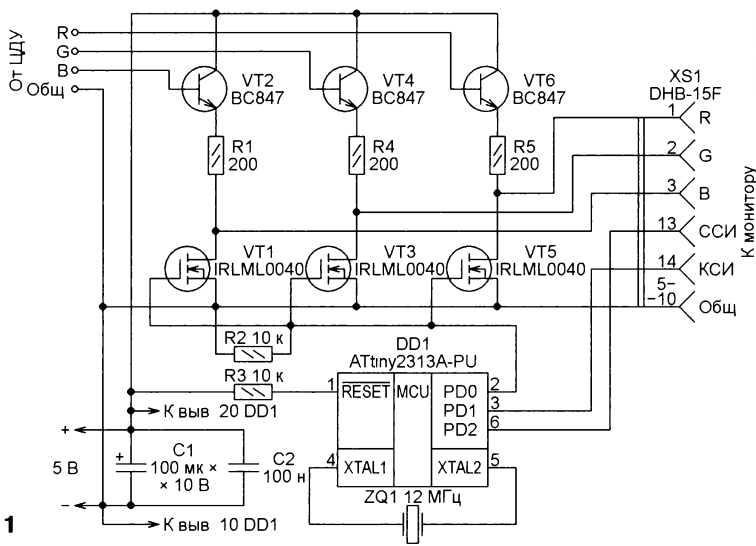 От ЦДУ
R
G
B
Общ
VT2
BC847
VT4
BC847
VT6
BC847
XS1
DHB-15F
R1
200
R4
200
R5
200
1 R
2 G
3 B
13 ССИ
14 КСИ
5–
–10 Общ
К монитору
VT1
IRLML0040
VT3
IRLML0040
VT5
IRLML0040
R2 10 к
R3 10 к
DD1
ATtiny2313A-PU
1 RESET MCU PD0 2
PD1 3
PD2 6
4 XTAL1 XTAL2 5
К выв 20 DD1
+
5 В
–
+ C1
100 мк ×
× 10 В
C2
100 н
ZQ1 12 МГц
К выв 10 DD1
1